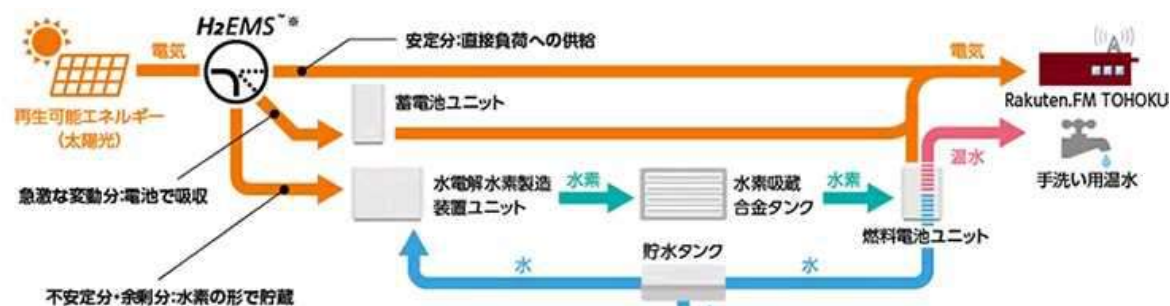 H2EMS™※
電気
安定分:直接負荷への供給
電気
再生可能エネルギー
(太陽光)
蓄電池ユニット
Rakuten.FM TOHOKU
温水
手洗い用温水
急激な変動分:電池で吸収
水電解水素製造
装置ユニット
水素
水素吸蔵
合金タンク
水素
燃料電池ユニット
貯水タンク
水
水
不安定分・余剰分:水素の形で貯蔵